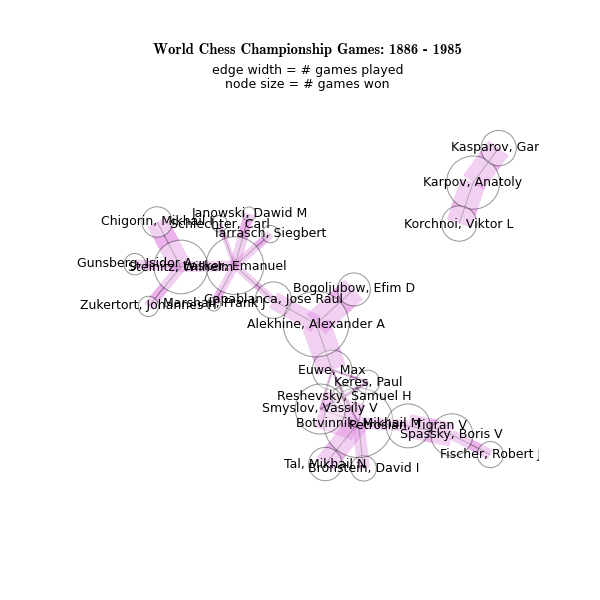 World Chess Championship Games: 1886 - 1985
edge width = # games played
node size = # games won
Kasparov, Gar
Karpov, Anatoly
Korchnoi, Viktor L
Janowski, Dawid M
Chigorin, Mikhail I
Schlechter, Carl
Tarrasch, Siegbert
Gunsberg, Isidor A
Steinitz, Wilhelm
Lasker, Emanuel
Bogoljubow, Efim D
Zukertort, Johannes H
Marshall, Frank J
Capablanca, Jose Raul
Alekhine, Alexander A
Euwe, Max
Keres, Paul
Reshevsky, Samuel H
Smyslov, Vassily V
Botvinnik, Mikhail M
Petrosian, Tigran V
Spassky, Boris V
Fischer, Robert J
Tal, Mikhail N
Bronstein, David I